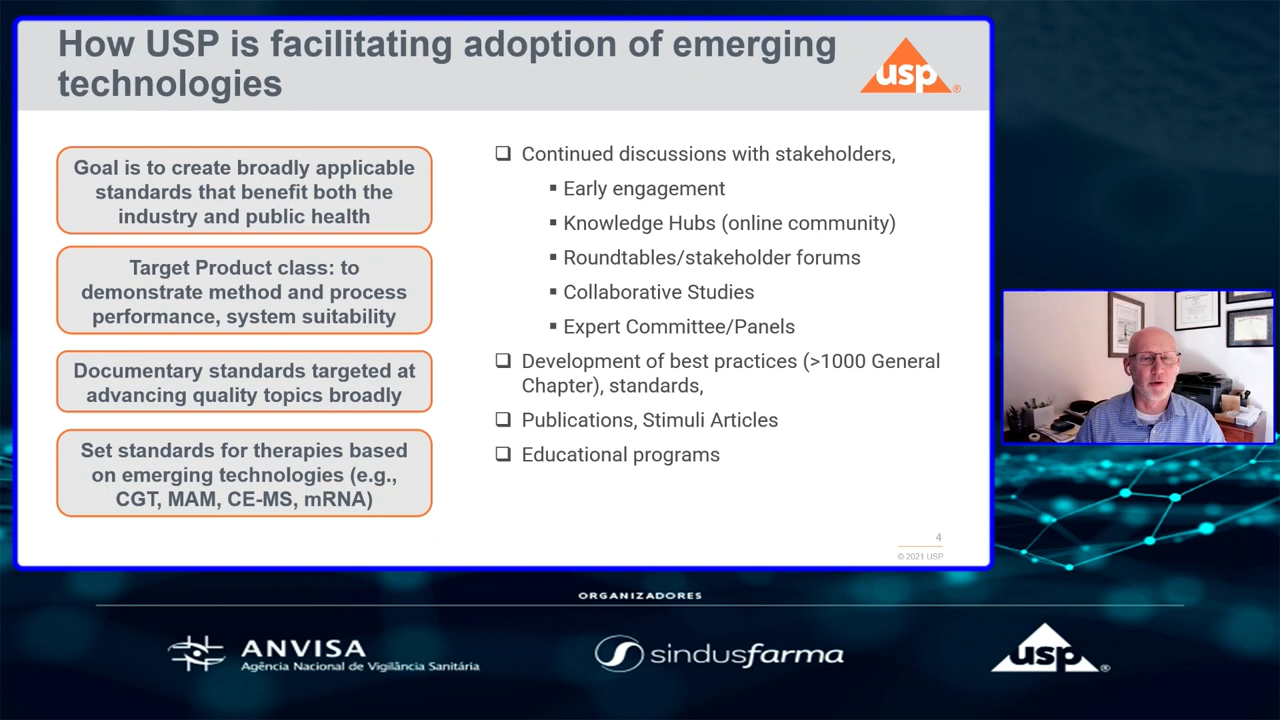 How USP is facilitating adoption of emerging
technologies
usp®
Goal is to create broadly applicable
standards that benefit both the
industry and public health
Target Product class: to
demonstrate method and process
performance, system suitability
Documentary standards targeted at
advancing quality topics broadly
Set standards for therapies based
on emerging technologies (e.g.,
CGT, MAM, CE-MS, mRNA)
❑ Continued discussions with stakeholders,
▪ Early engagement
▪ Knowledge Hubs (online community)
▪ Roundtables/stakeholder forums
▪ Collaborative Studies
▪ Expert Committee/Panels
❑ Development of best practices (>1000 General
Chapter), standards,
❑ Publications, Stimuli Articles
❑ Educational programs
4
© 2021 USP
ORGANIZADORES
ANVISA
Agência Nacional de Vigilância Sanitária
sindusfarma
usp®